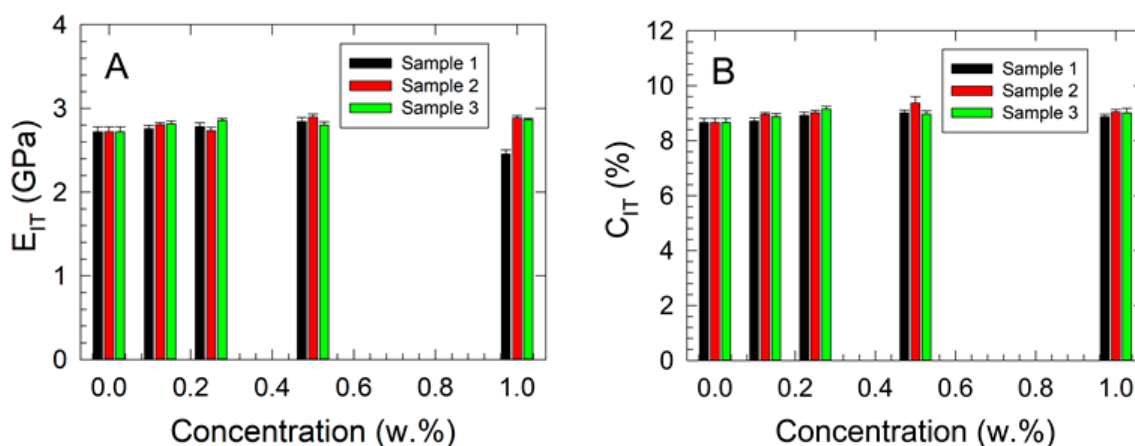 A
Sample 1
Sample 2
Sample 3
E_IT (GPa)
4
3
2
1
0
0.0 0.2 0.4 0.6 0.8 1.0
Concentration (w.%)
B
Sample 1
Sample 2
Sample 3
C_IT (%)
12
10
8
6
4
2
0
0.0 0.2 0.4 0.6 0.8 1.0
Concentration (w.%)